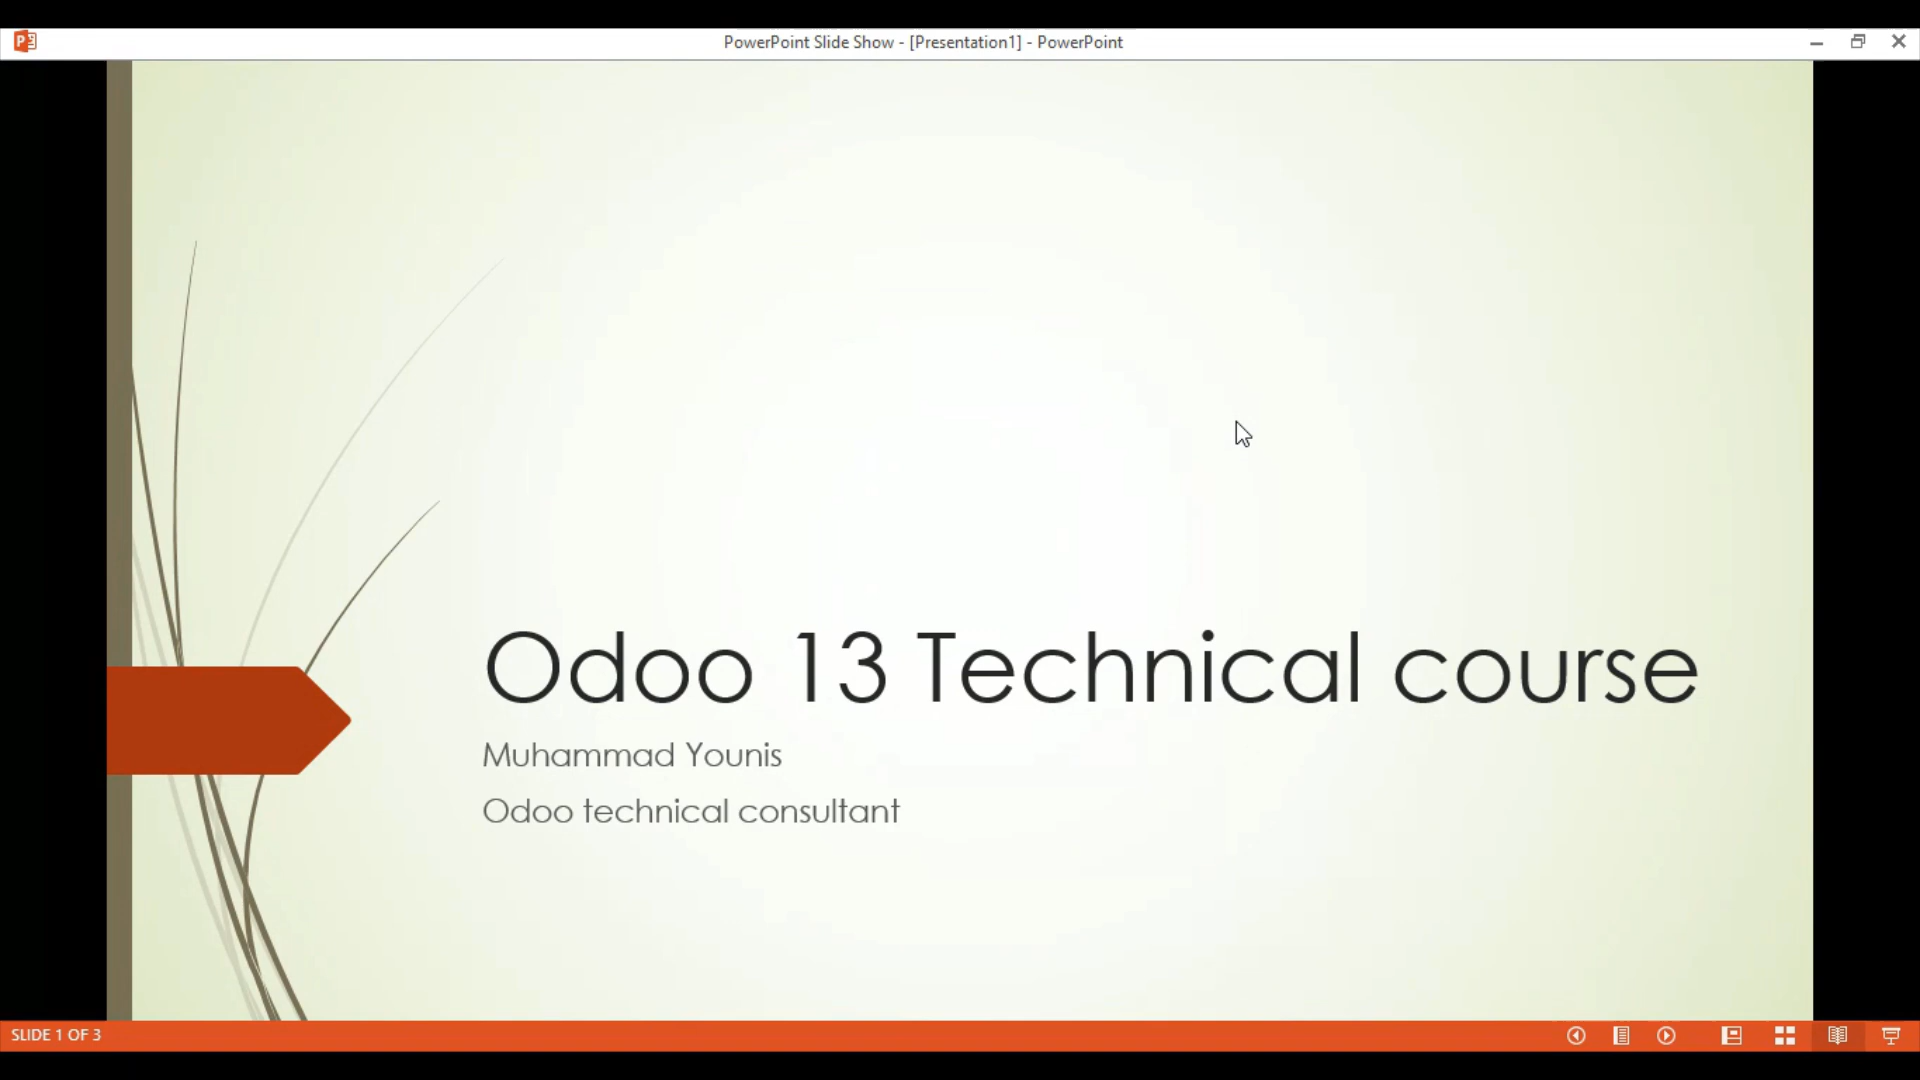 PowerPoint Slide Show - [Presentation1] - PowerPoint
Odoo 13 Technical course
Muhammad Younis
Odoo technical consultant
SLIDE 1 OF 3